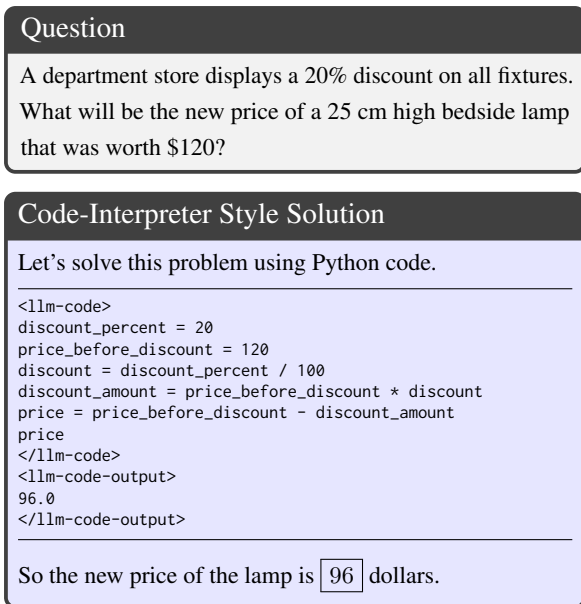 Question
A department store displays a 20% discount on all fixtures.
What will be the new price of a 25 cm high bedside lamp
that was worth $120?
Code-Interpreter Style Solution
Let's solve this problem using Python code.
<llm-code>
discount_percent = 20
price_before_discount = 120
discount = discount_percent / 100
discount_amount = price_before_discount * discount
price = price_before_discount - discount_amount
price
</llm-code>
<llm-code-output>
96.0
</llm-code-output>
So the new price of the lamp is 96 dollars.